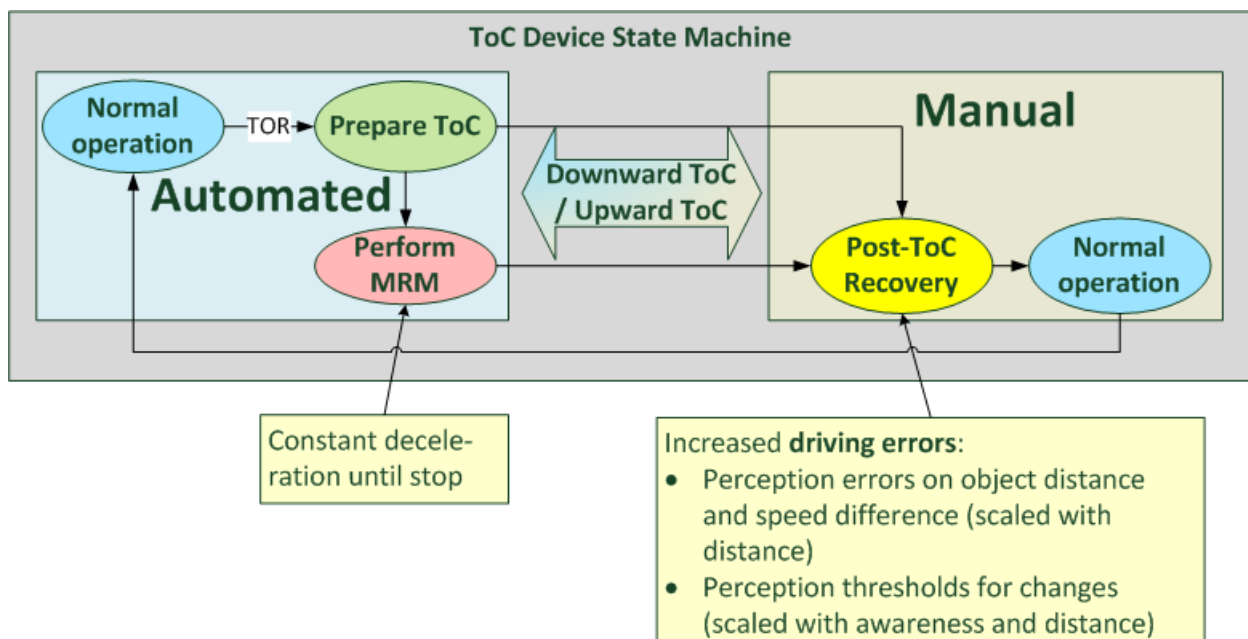 ToC Device State Machine
Normal
operation
TOR
Prepare ToC
Automated
Perform
MRM
Downward ToC
/ Upward ToC
Manual
Post-ToC
Recovery
Normal
operation
Constant decele-
ration until stop
Increased driving errors:
• Perception errors on object distance
and speed difference (scaled with
distance)
• Perception thresholds for changes
(scaled with awareness and distance)